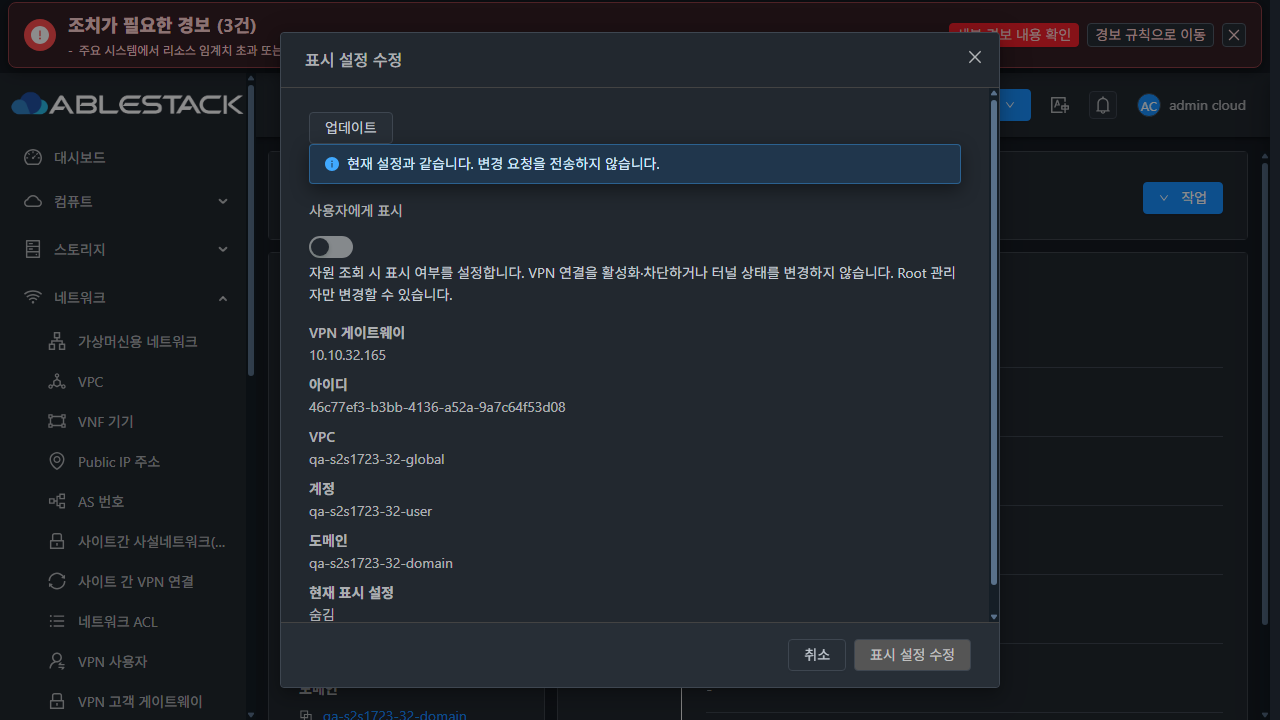 조치가 필요한 경보 (3건)
- 주요 시스템에서 리소스 임계치 초과 또는
경보 내용 확인
경보 규칙으로 이동
ABLESTACK
AC
admin cloud
대시보드
컴퓨트
스토리지
네트워크
가상머신용 네트워크
VPC
VNF 기기
Public IP 주소
AS 번호
사이트간 사설네트워크(...
사이트 간 VPN 연결
네트워크 ACL
VPN 사용자
VPN 고객 게이트웨이
작업
표시 설정 수정
업데이트
현재 설정과 같습니다. 변경 요청을 전송하지 않습니다.
사용자에게 표시
자원 조회 시 표시 여부를 설정합니다. VPN 연결을 활성화·차단하거나 터널 상태를 변경하지 않습니다. Root 관리
자만 변경할 수 있습니다.
VPN 게이트웨이
10.10.32.165
아이디
46c77ef3-b3bb-4136-a52a-9a7c64f53d08
VPC
qa-s2s1723-32-global
계정
qa-s2s1723-32-user
도메인
qa-s2s1723-32-domain
현재 표시 설정
숨김
취소
표시 설정 수정
도메인
qa-s2s1723-32-domain
-